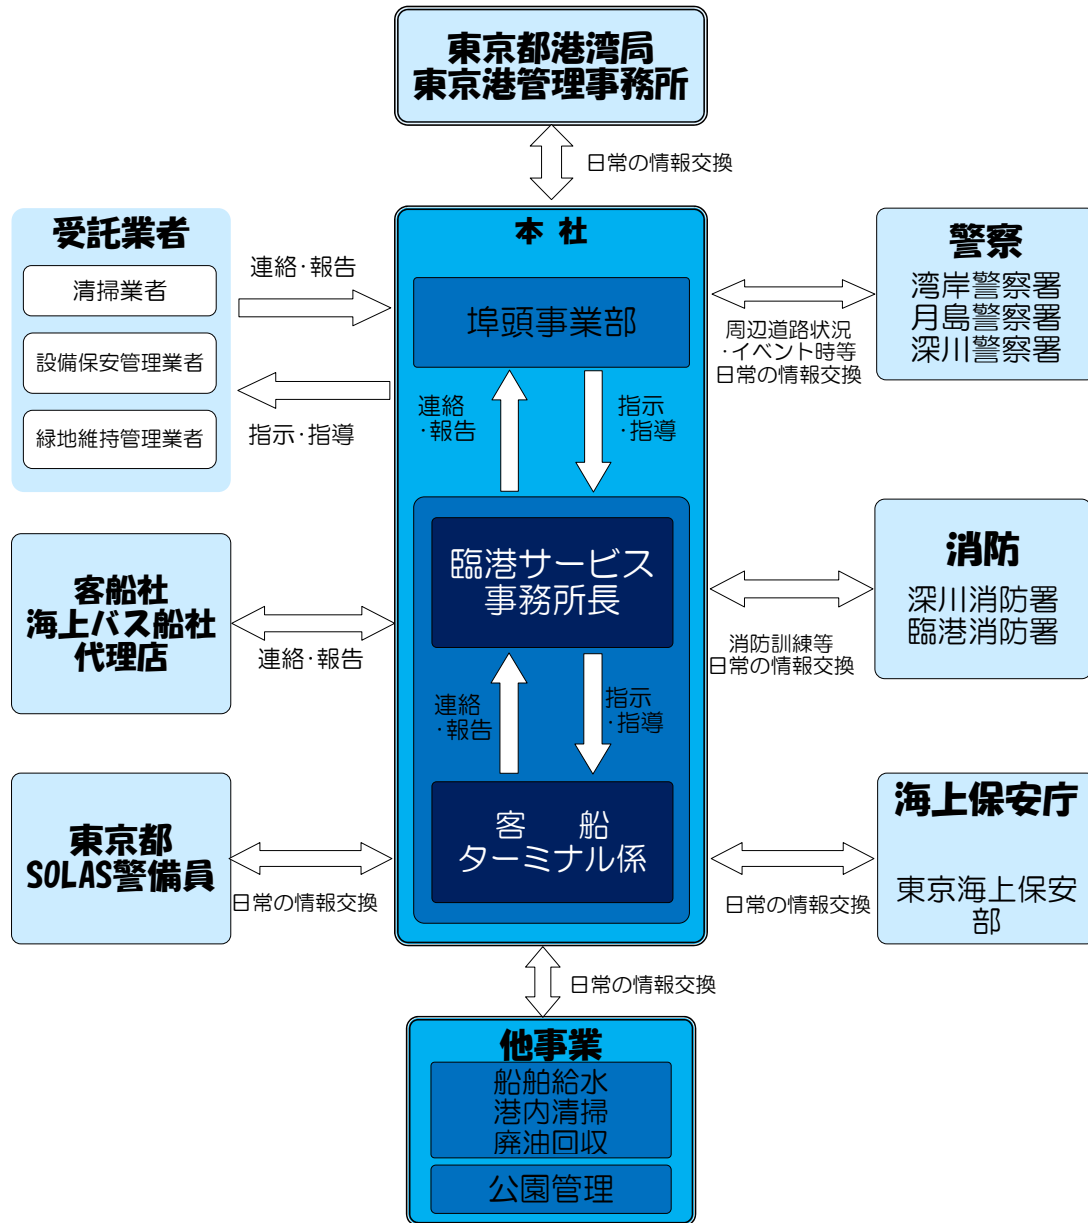 東京都港湾局
東京港管理事務所
日常の情報交換
受託業者
清掃業者
設備保安管理業者
緑地維持管理業者
連絡・報告
指示・指導
本 社
埠頭事業部
連絡
・報告
指示
・指導
臨港サービス
事務所長
連絡
・報告
指示
・指導
客　船
ターミナル係
警察
湾岸警察署
月島警察署
深川警察署
周辺道路状況
・イベント時等
日常の情報交換
客船社
海上バス船社
代理店
連絡・報告
消防
深川消防署
臨港消防署
消防訓練等
日常の情報交換
東京都
SOLAS警備員
日常の情報交換
海上保安庁
東京海上保安
部
日常の情報交換
日常の情報交換
他事業
船舶給水
港内清掃
廃油回収
公園管理